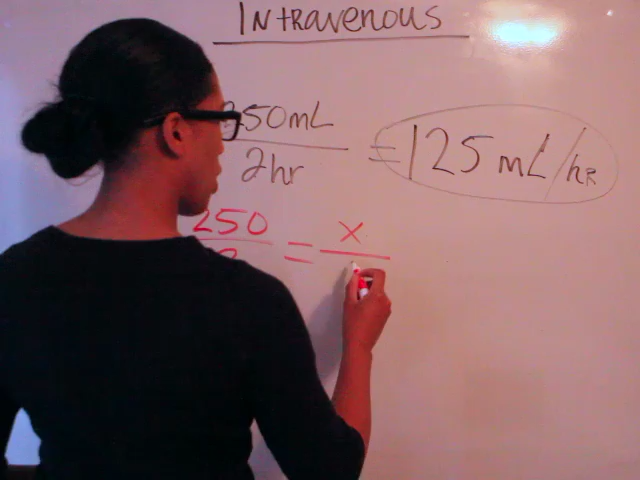 INTRAVENOUS
250mL
2hr
= 125 mL/hR
250 = x